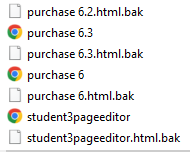 purchase 6.2.html.bak
purchase 6.3
purchase 6.3.html.bak
purchase 6
purchase 6.html.bak
student3pageeditor
student3pageeditor.html.bak